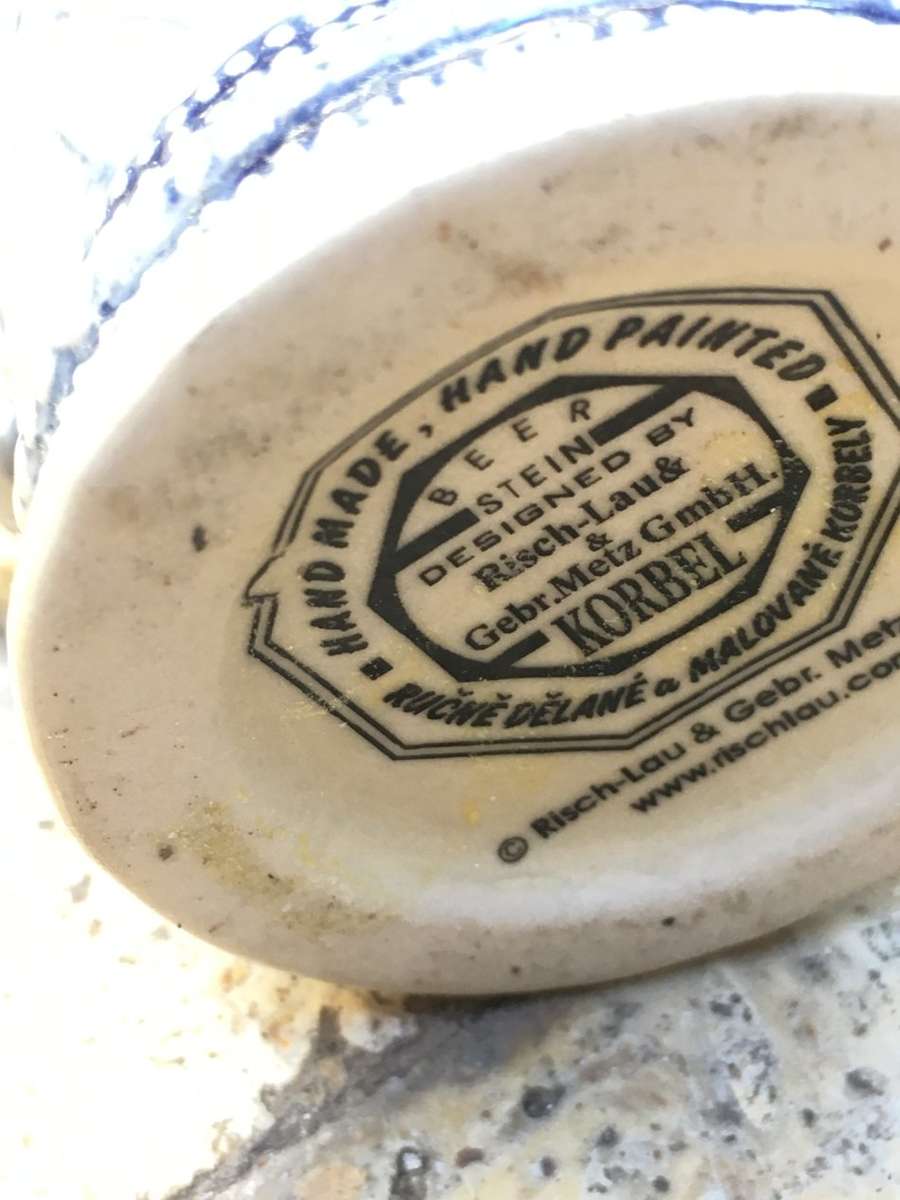 HAND MADE, HAND PAINTED
BEER
STEIN
DESIGNED BY
Risch-Lau&
&
Gebr.Metz GmbH.
KORBEL
RUČNĚ DĚLANÉ a MALOVANÉ KORBELY
© Risch-Lau & Gebr. Metz
www.rischlau.com